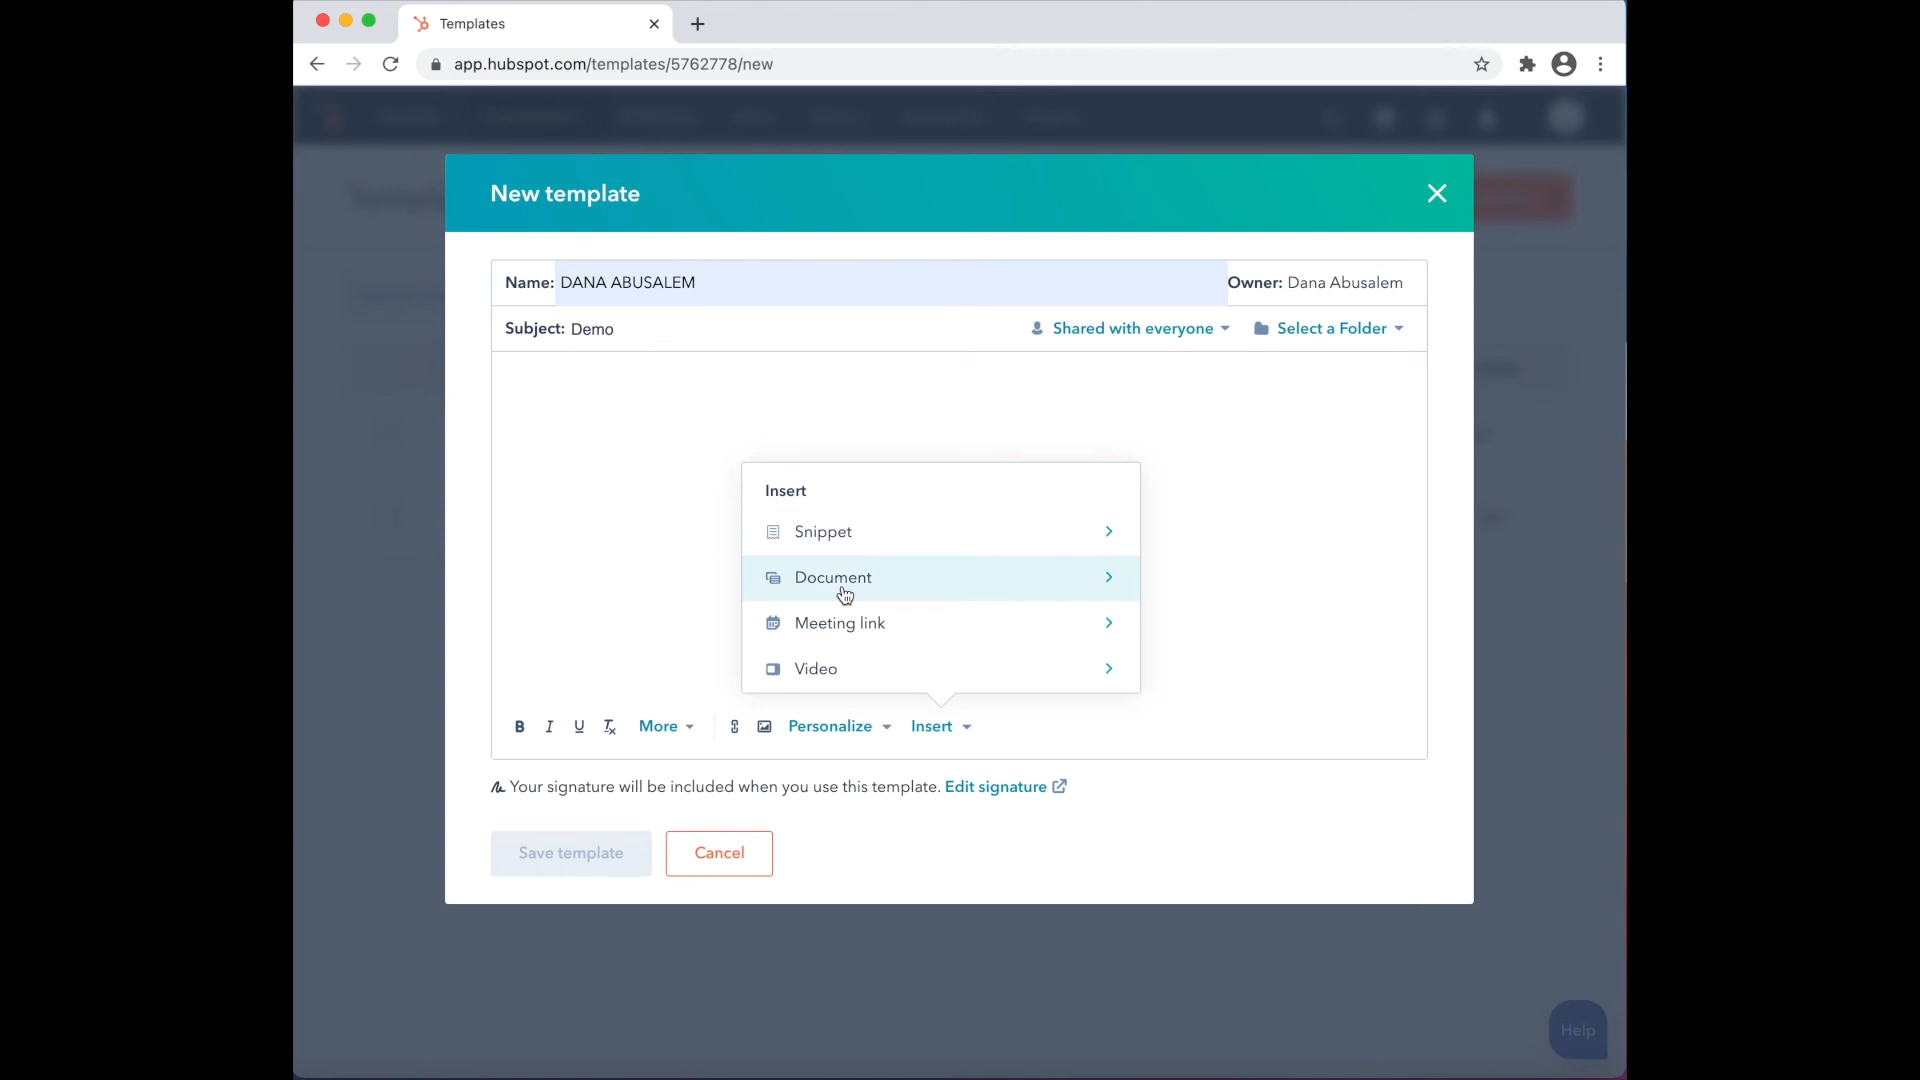 Templates
app.hubspot.com/templates/5762778/new
New template
Name: DANA ABUSALEM Owner: Dana Abusalem
Subject: Demo Shared with everyone Select a Folder
Insert
Snippet
Document
Meeting link
Video
B I U Tx More Personalize Insert
Your signature will be included when you use this template. Edit signature
Save template Cancel
Help